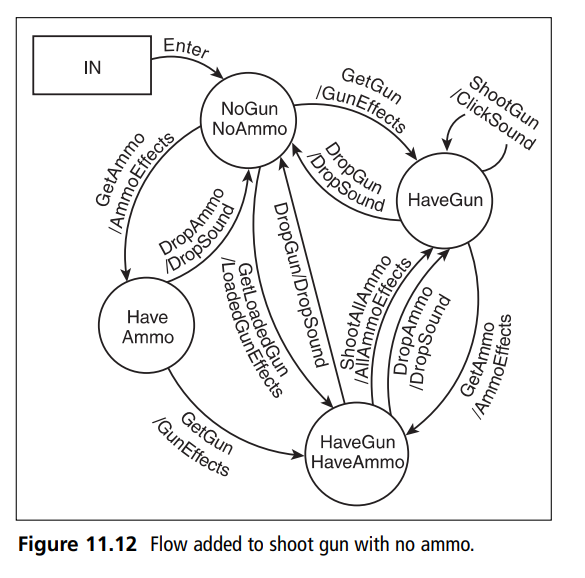 IN
Enter
NoGun
NoAmmo
GetGun
/GunEffects
ShootGun
/ClickSound
GetAmmo
/AmmoEffects
DropAmmo
/DropSound
DropGun
/DropSound
HaveGun
Have
Ammo
GetLoadedGun
/LoadedGunEffects
DropGun/DropSound
ShootAllAmmo
/AllAmmoEffects
DropAmmo
/DropSound
GetAmmo
/AmmoEffects
GetGun
/GunEffects
HaveGun
HaveAmmo
Figure 11.12 Flow added to shoot gun with no ammo.